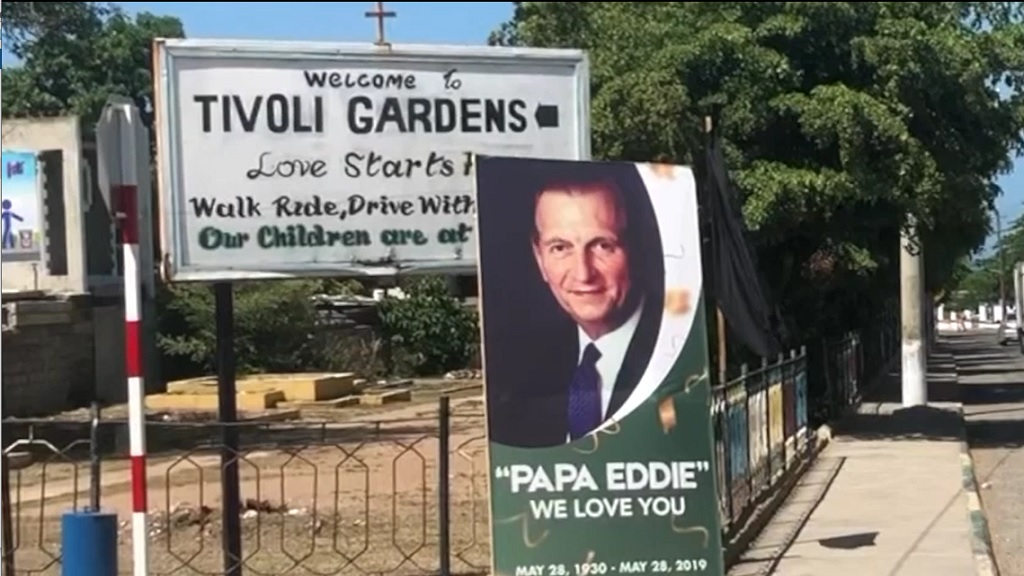 Welcome to
TIVOLI GARDENS
Love Starts
Walk Ride, Drive With
Our Children are at
"PAPA EDDIE"
WE LOVE YOU
MAY 28, 1930 - MAY 28, 2019